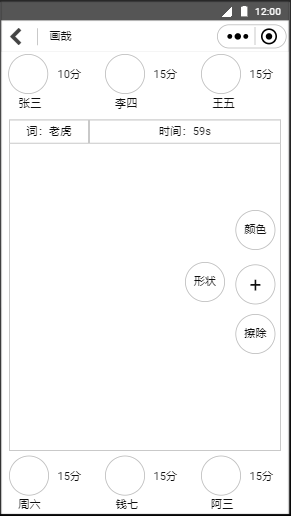 12:00
画哉
10分 15分 15分
张三 李四 王五
词：老虎 时间：59s
颜色
形状 +
擦除
15分 15分 15分
周六 钱七 阿三